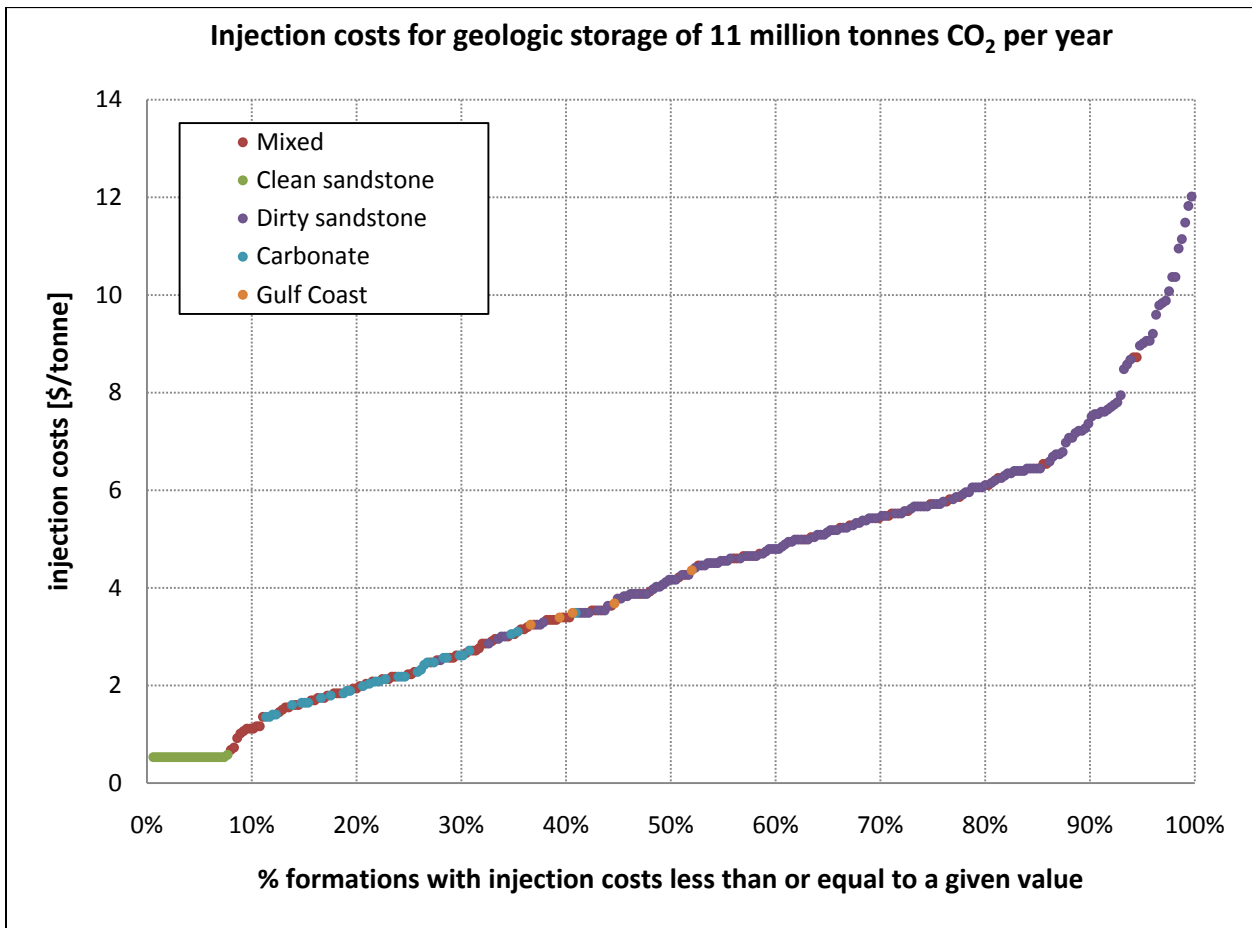 Injection costs for geologic storage of 11 million tonnes CO₂ per year
14
12
10
8
6
4
2
0
injection costs [$/tonne]
Mixed
Clean sandstone
Dirty sandstone
Carbonate
Gulf Coast
0% 10% 20% 30% 40% 50% 60% 70% 80% 90% 100%
% formations with injection costs less than or equal to a given value